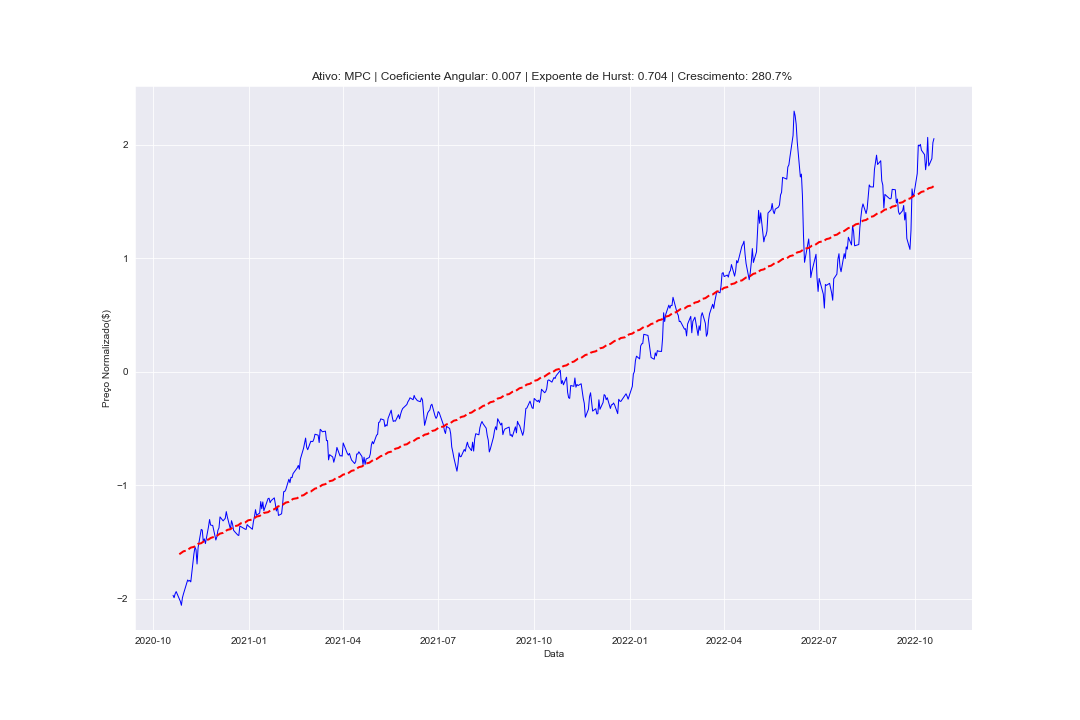 Ativo: MPC | Coeficiente Angular: 0.007 | Expoente de Hurst: 0.704 | Crescimento: 280.7%
Preço Normalizado($)
2
1
0
−1
−2
2020-10 2021-01 2021-04 2021-07 2021-10 2022-01 2022-04 2022-07 2022-10
Data